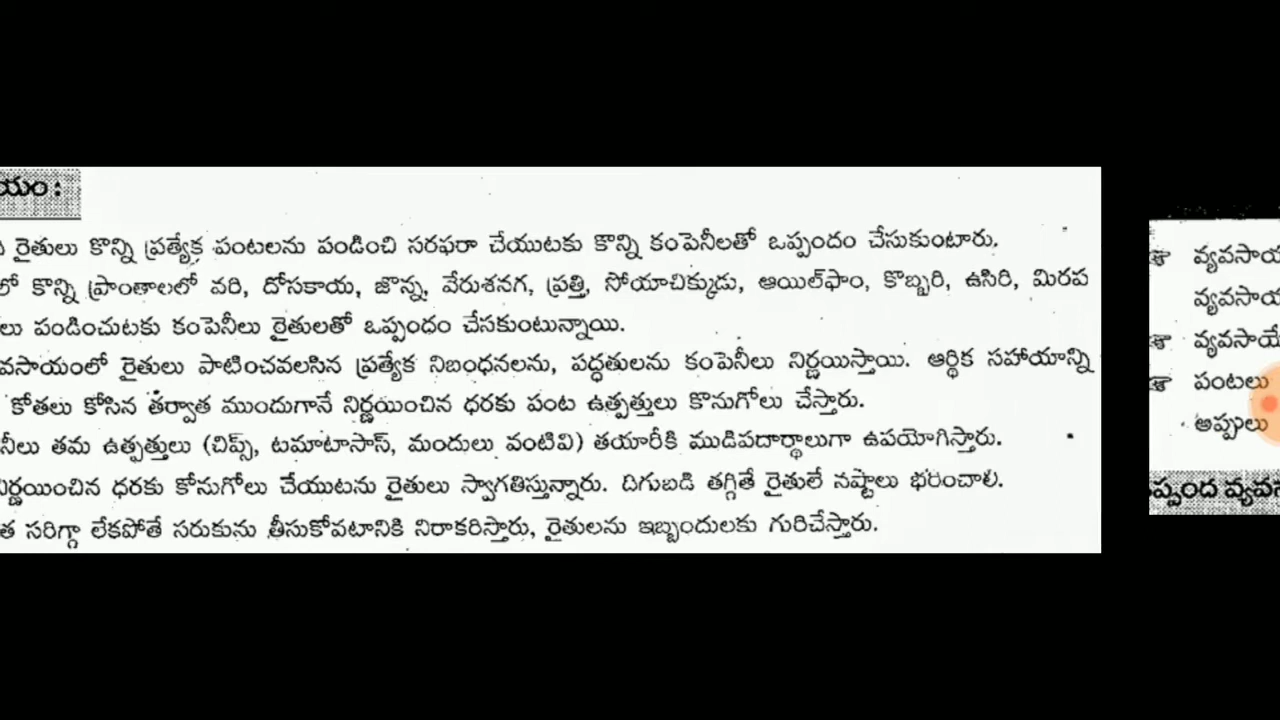 యం :
రైతులు కొన్ని ప్రత్యేక పంటలను పండించి సరఫరా చేయుటకు కొన్ని కంపెనీలతో ఒప్పందం చేసుకుంటారు.
లో కొన్ని ప్రాంతాలలో వరి, దోసకాయ, జొన్న, వేరుశనగ, ప్రత్తి, సోయాచిక్కుడు, ఆయిల్‌ఫాం, కొబ్బరి, ఉసిరి, మిరప
లు పండించుటకు కంపెనీలు రైతులతో ఒప్పందం చేసకుంటున్నాయి.
వసాయంలో రైతులు పాటించవలసిన ప్రత్యేక నిబంధనలను, పద్ధతులను కంపెనీలు నిర్ణయిస్తాయి. ఆర్థిక సహాయాన్ని
కోతలు కోసిన తర్వాత ముందుగానే నిర్ణయించిన ధరకు పంట ఉత్పత్తులు కొనుగోలు చేస్తారు.
నీలు తమ ఉత్పత్తులు (చిప్స్, టమాటాసాస్, మందులు వంటివి) తయారీకి ముడిపదార్థాలుగా ఉపయోగిస్తారు.
నిర్ణయించిన ధరకు కోనుగోలు చేయుటను రైతులు స్వాగతిస్తున్నారు. దిగుబడి తగ్గితే రైతులే నష్టాలు భరించాలి.
త సరిగ్గా లేకపోతే సరుకును తీసుకోవటానికి నిరాకరిస్తారు, రైతులను ఇబ్బందులకు గురిచేస్తారు.
వ్యవసాయ
వ్యవసాయ
వ్యవసాయే
పంటలు
అప్పులు
ప్పంద వ్యవ